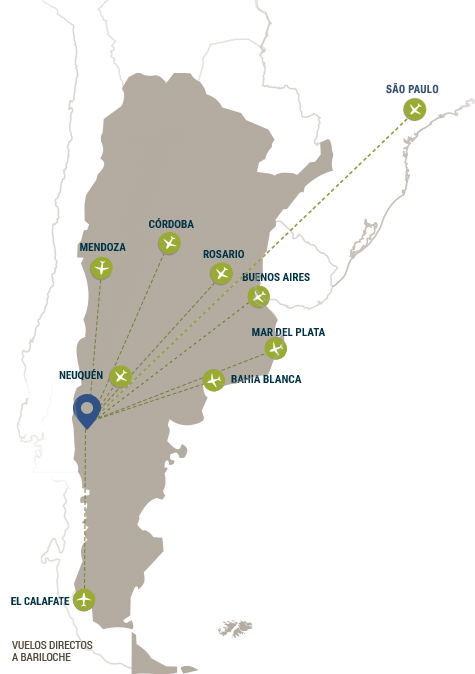 SÃO PAULO
CÓRDOBA
MENDOZA
ROSARIO
BUENOS AIRES
MAR DEL PLATA
NEUQUÉN
BAHIA BLANCA
EL CALAFATE
VUELOS DIRECTOS
A BARILOCHE